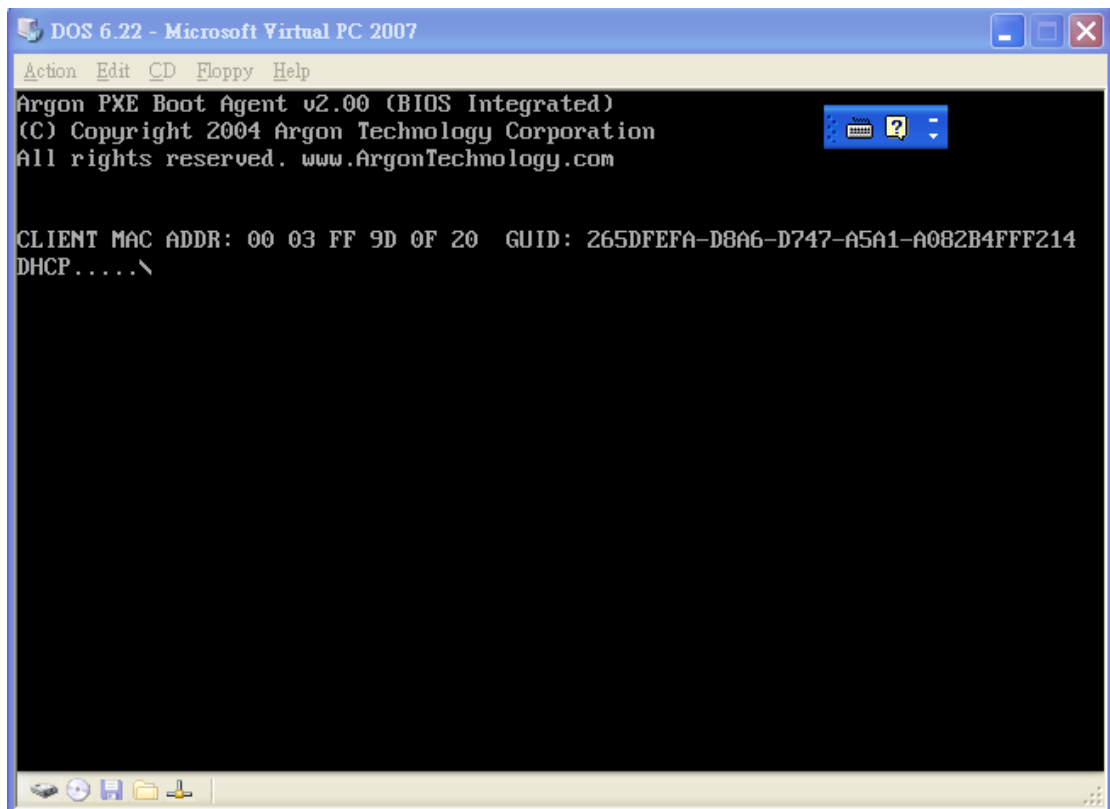 DOS 6.22 - Microsoft Virtual PC 2007
Action Edit CD Floppy Help
Argon PXE Boot Agent v2.00 (BIOS Integrated)
(C) Copyright 2004 Argon Technology Corporation
All rights reserved. www.ArgonTechnology.com
CLIENT MAC ADDR: 00 03 FF 9D 0F 20 GUID: 265DFEFA-D8A6-D747-A5A1-A082B4FFF214
DHCP.....\